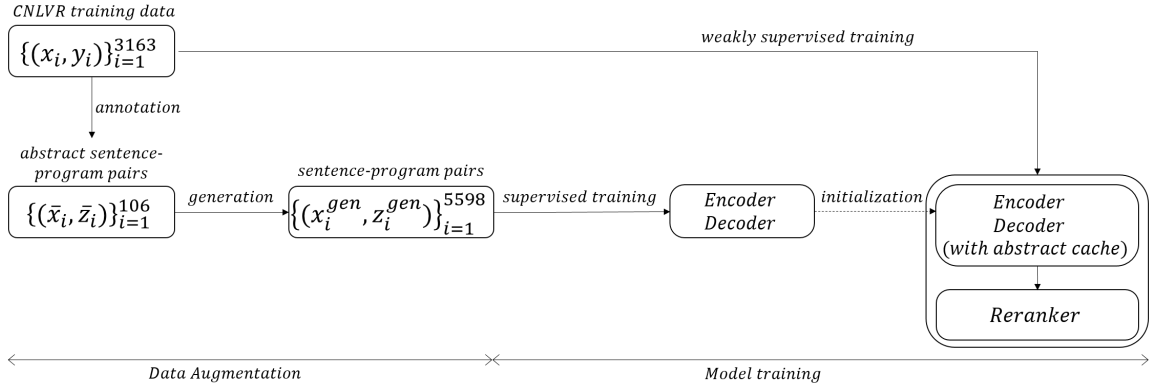 CNLVR training data
{(x_i, y_i)}_{i=1}^{3163}
weakly supervised training
annotation
abstract sentence-
program pairs
{(x̄_i, z̄_i)}_{i=1}^{106}
generation
sentence-program pairs
{(x_i^{gen}, z_i^{gen})}_{i=1}^{5598}
supervised training
Encoder
Decoder
initialization
Encoder
Decoder
(with abstract cache)
Reranker
Data Augmentation
Model training